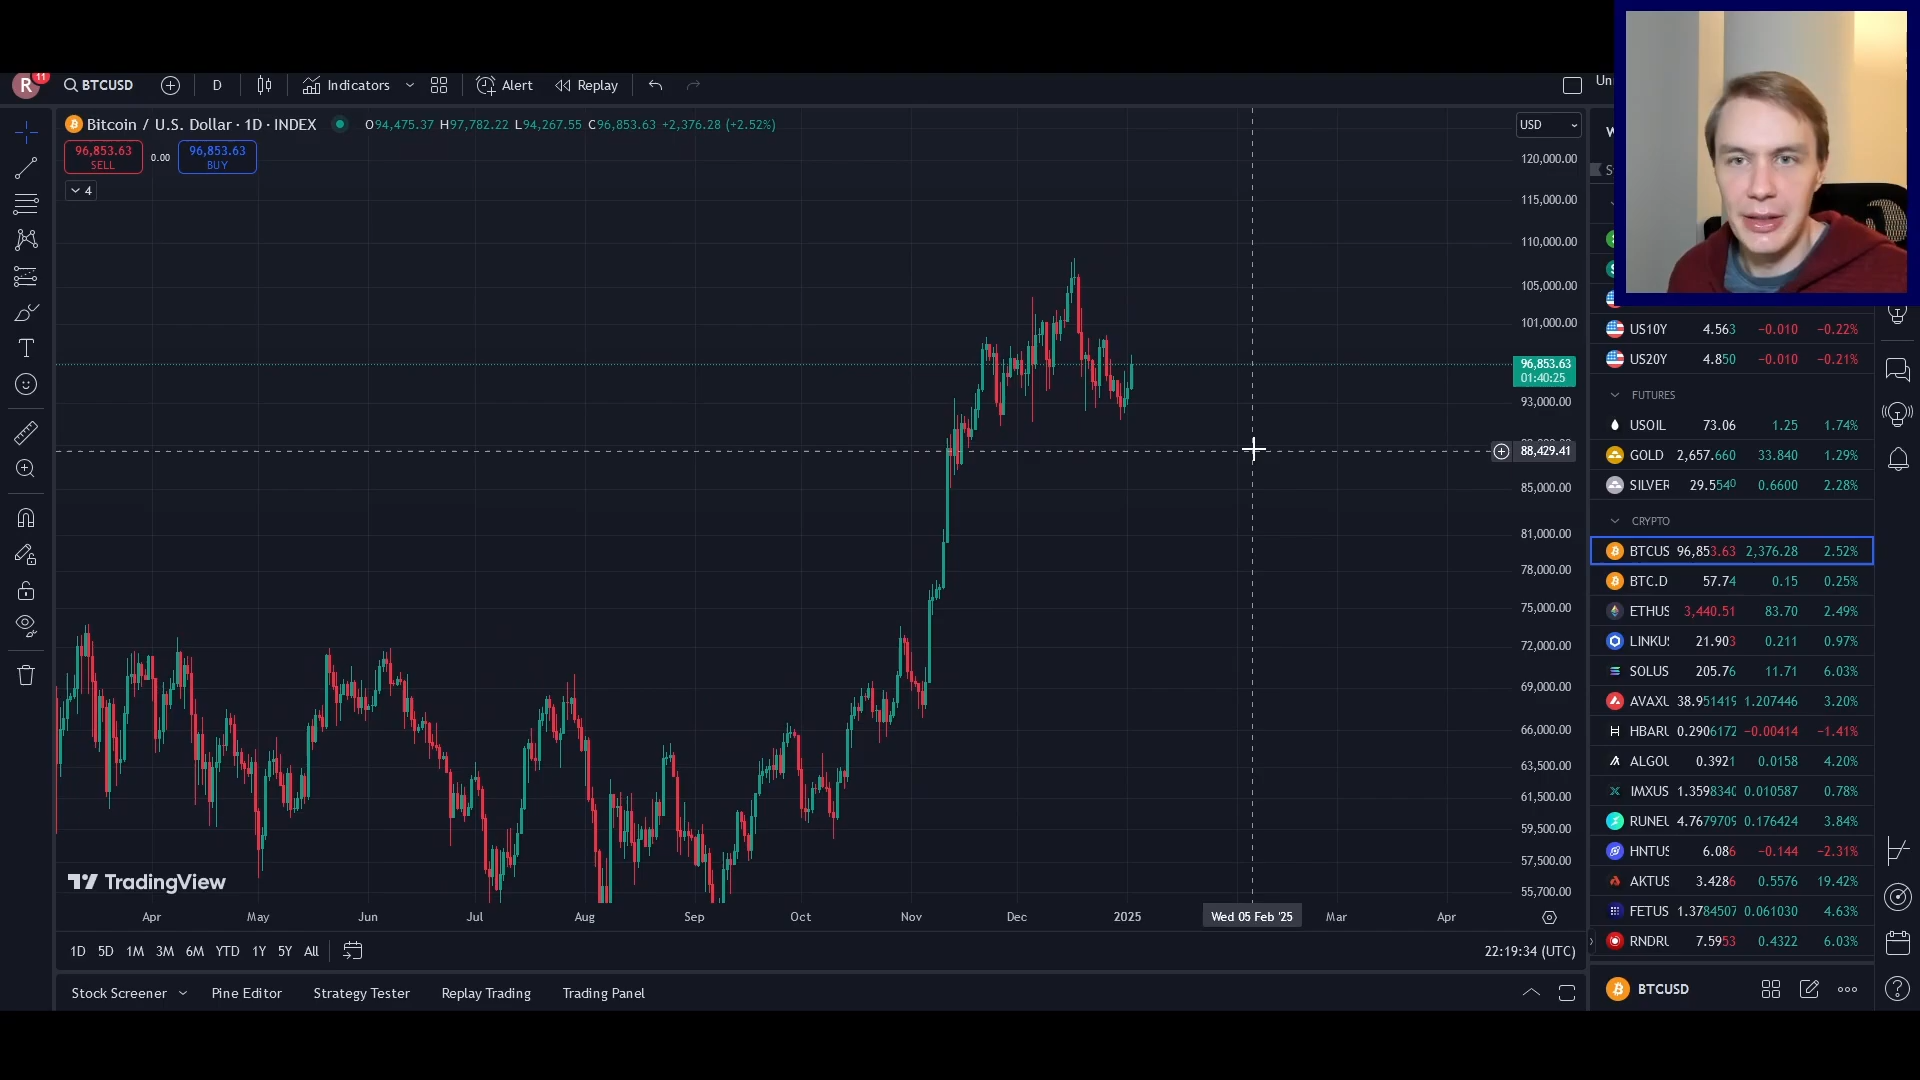 R 11 BTCUSD D Indicators Alert Replay Un
Bitcoin / U.S. Dollar · 1D · INDEX O94,475.37 H97,782.22 L94,267.55 C96,853.63 +2,376.28 (+2.52%)
96,853.63 SELL 0.00 96,853.63 BUY
4
USD
120,000.00
115,000.00
110,000.00
105,000.00
101,000.00
96,853.63
01:40:25
93,000.00
88,429.41
85,000.00
81,000.00
78,000.00
75,000.00
72,000.00
69,000.00
66,000.00
63,500.00
61,500.00
59,500.00
57,500.00
55,700.00
TradingView
Apr May Jun Jul Aug Sep Oct Nov Dec 2025 Wed 05 Feb '25 Mar Apr
1D 5D 1M 3M 6M YTD 1Y 5Y All 22:19:34 (UTC)
Stock Screener Pine Editor Strategy Tester Replay Trading Trading Panel
US10Y 4.563 −0.010 −0.22%
US20Y 4.850 −0.010 −0.21%
FUTURES
USOIL 73.06 1.25 1.74%
GOLD 2,657.660 33.840 1.29%
SILVER 29.5540 0.6600 2.28%
CRYPTO
BTCUS 96,853.63 2,376.28 2.52%
BTC.D 57.74 0.15 0.25%
ETHUS 3,440.51 83.70 2.49%
LINKUS 21.903 0.211 0.97%
SOLUS 205.76 11.71 6.03%
AVAXU 38.951419 1.207446 3.20%
HBARU 0.2906172 −0.00414 −1.41%
ALGOU 0.3921 0.0158 4.20%
IMXUS 1.359834 0.010587 0.78%
RUNEU 4.7679709 0.176424 3.84%
HNTUS 6.086 −0.144 −2.31%
AKTUS 3.4286 0.5576 19.42%
FETUS 1.3784507 0.061030 4.63%
RNDRU 7.5953 0.4322 6.03%
BTCUSD